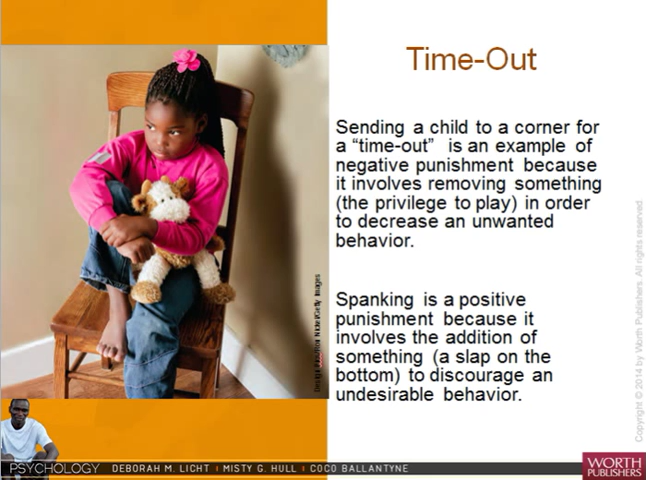 Time-Out
Sending a child to a corner for
a “time-out”  is an example of
negative punishment because
it involves removing something
(the privilege to play) in order
to decrease an unwanted
behavior.
Spanking is a positive
punishment because it
involves the addition of
something (a slap on the
bottom) to discourage an
undesirable behavior.
Copyright © 2014 by Worth Publishers. All rights reserved
PSYCHOLOGY DEBORAH M. LICHT | MISTY G. HULL | COCO BALLANTYNE
WORTH
PUBLISHERS